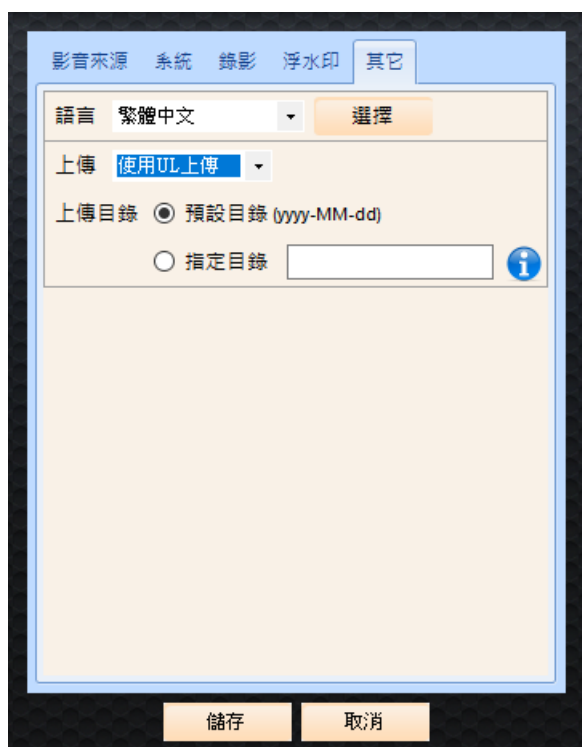 影音來源 系統 錄影 浮水印 其它
語言 繁體中文 選擇
上傳 使用UL上傳
上傳目錄 預設目錄 (yyyy-MM-dd)
指定目錄
儲存 取消